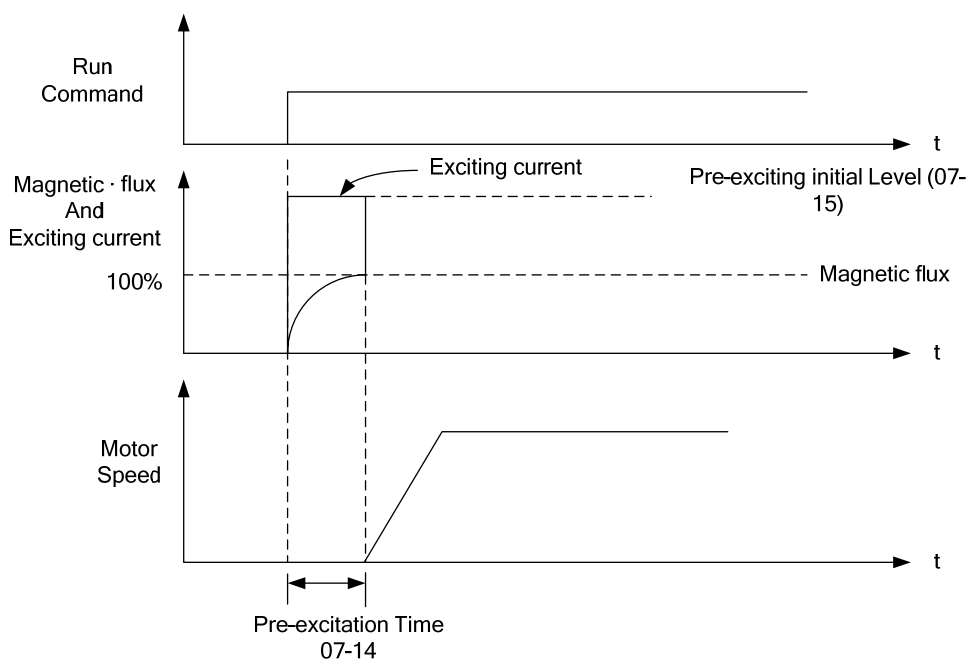 Run
Command
t
Exciting current
Pre-exciting initial Level (07-
15)
Magnetic · flux
And
Exciting current
100%
Magnetic flux
t
Motor
Speed
t
Pre-excitation Time
07-14